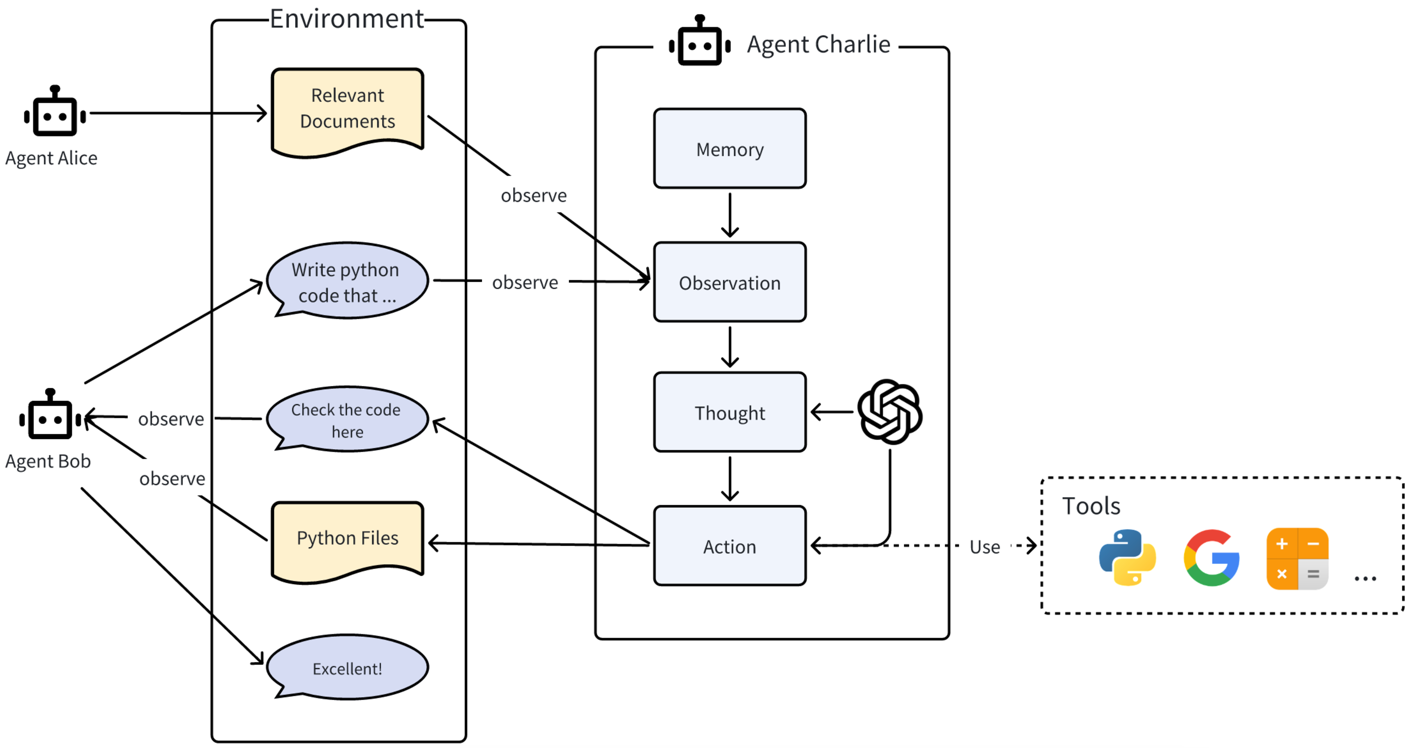 Environment
Agent Charlie
Agent Alice
Relevant
Documents
observe
Memory
Write python
code that ...
observe
Observation
Agent Bob
observe
Check the code
here
Thought
observe
Python Files
Action
Use
Tools
+ −
× =
...
Excellent!